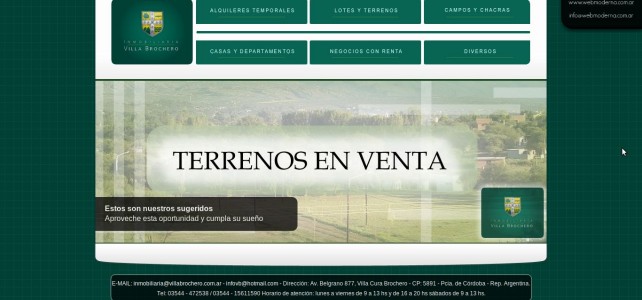 www.webmoderna.com.ar
info@webmoderna.com.ar
ALQUILERES TEMPORALES
LOTES Y TERRENOS
CAMPOS Y CHACRAS
INMOBILIARIA
VILLA BROCHERO
CASAS Y DEPARTAMENTOS
NEGOCIOS CON RENTA
DIVERSOS
TERRENOS EN VENTA
Estos son nuestros sugeridos
Aproveche esta oportunidad y cumpla su sueño
INMOBILIARIA
VILLA BROCHERO
E-MAIL: inmobiliaria@villabrochero.com.ar - infovb@hotmail.com - Dirección: Av. Belgrano 877, Villa Cura Brochero - CP: 5891 - Pcia. de Córdoba - Rep. Argentina.
Tel: 03544 - 472536 / 03544 - 15611590 Horario de atención: lunes a viernes de 9 a 13 hs y de 16 a 20 hs sábados de 9 a 13 hs.